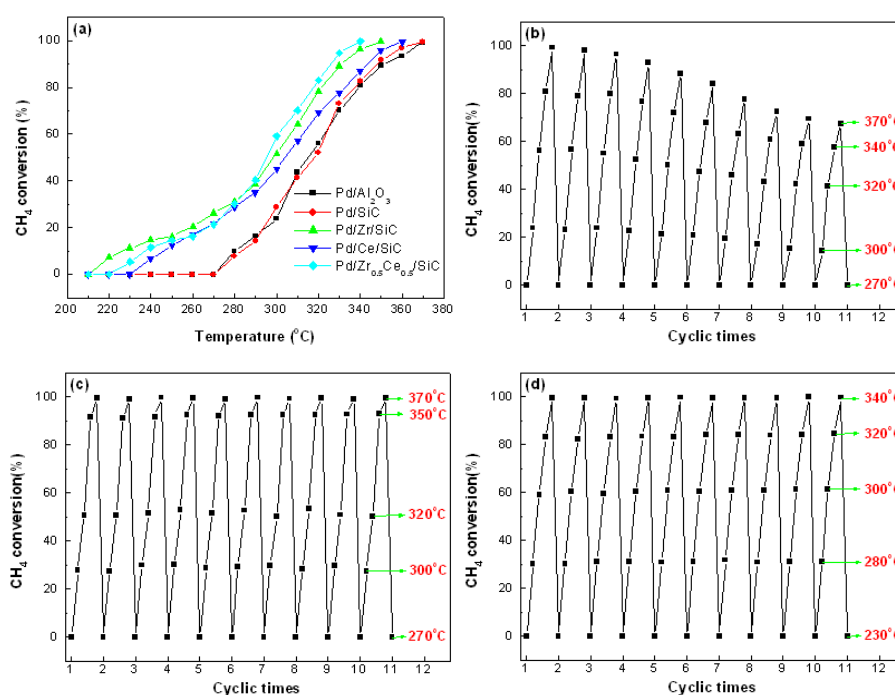 (a)
CH₄ conversion (%)
100
80
60
40
20
0
Pd/Al₂O₃
Pd/SiC
Pd/Zr/SiC
Pd/Ce/SiC
Pd/Zr₀.₅Ce₀.₅/SiC
200 220 240 260 280 300 320 340 360 380
Temperature (°C)
(b)
CH₄ conversion(%)
100
80
60
40
20
0
370°C
340°C
320°C
300°C
270°C
1 2 3 4 5 6 7 8 9 10 11 12
Cyclic times
(c)
CH₄ conversion(%)
100
80
60
40
20
0
370°C
350°C
320°C
300°C
270°C
1 2 3 4 5 6 7 8 9 10 11 12
Cyclic times
(d)
CH₄ conversion(%)
100
80
60
40
20
0
340°C
320°C
300°C
280°C
230°C
1 2 3 4 5 6 7 8 9 10 11 12
Cyclic times